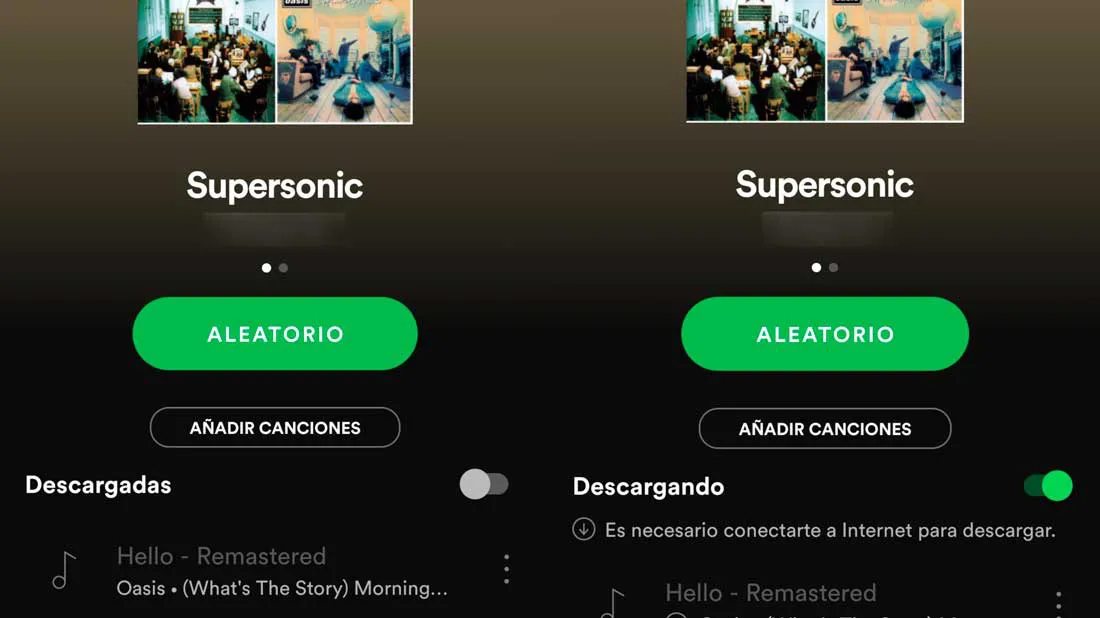 oasis
Supersonic
ALEATORIO
AÑADIR CANCIONES
Descargadas
Hello - Remastered
Oasis • (What's The Story) Morning...
Supersonic
ALEATORIO
AÑADIR CANCIONES
Descargando
Es necesario conectarte a Internet para descargar.
Hello - Remastered